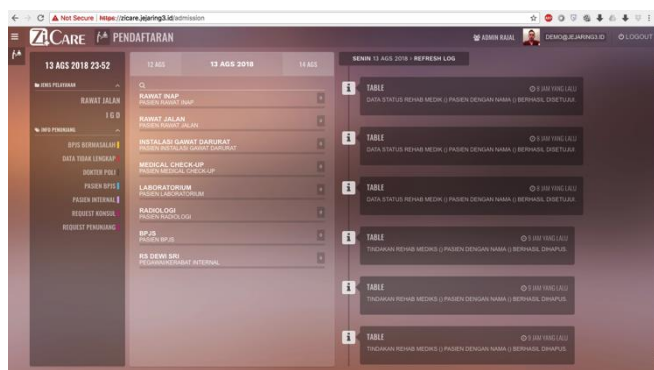 Not Secure | https://zicare.jejaring3.id/admission
ZiCARE PENDAFTARAN
ADMIN RAJAL
DEMO@JEJARING3.ID
LOGOUT
13 AGS 2018 23-52
JENIS PELAYANAN
RAWAT JALAN
I G D
INFO PENUNJANG
BPJS BERMASALAH
DATA TIDAK LENGKAP
DOKTER POLI
PASIEN BPJS
PASIEN INTERNAL
REQUEST KONSUL
REQUEST PENUNJANG
12 AGS
13 AGS 2018
14 AGS
RAWAT INAP
PASIEN RAWAT INAP
RAWAT JALAN
PASIEN RAWAT JALAN
INSTALASI GAWAT DARURAT
PASIEN INSTALASI GAWAT DARURAT
MEDICAL CHECK-UP
PASIEN MEDICAL CHECK-UP
LABORATORIUM
PASIEN LABORATORIUM
RADIOLOGI
PASIEN RADIOLOGI
BPJS
PASIEN BPJS
RS DEWI SRI
PEGAWAI/KERABAT INTERNAL
SENIN 13 AGS 2018 - REFRESH LOG
TABLE
9 JAM YANG LALU
DATA STATUS REHAB MEDIK () PASIEN DENGAN NAMA () BERHASIL DISETUJUI.
TABLE
9 JAM YANG LALU
DATA STATUS REHAB MEDIK () PASIEN DENGAN NAMA () BERHASIL DISETUJUI.
TABLE
9 JAM YANG LALU
DATA STATUS REHAB MEDIK () PASIEN DENGAN NAMA () BERHASIL DISETUJUI.
TABLE
9 JAM YANG LALU
TINDAKAN REHAB MEDIKS () PASIEN DENGAN NAMA () BERHASIL DIHAPUS.
TABLE
9 JAM YANG LALU
TINDAKAN REHAB MEDIKS () PASIEN DENGAN NAMA () BERHASIL DIHAPUS.
TABLE
9 JAM YANG LALU
TINDAKAN REHAB MEDIKS () PASIEN DENGAN NAMA () BERHASIL DIHAPUS.